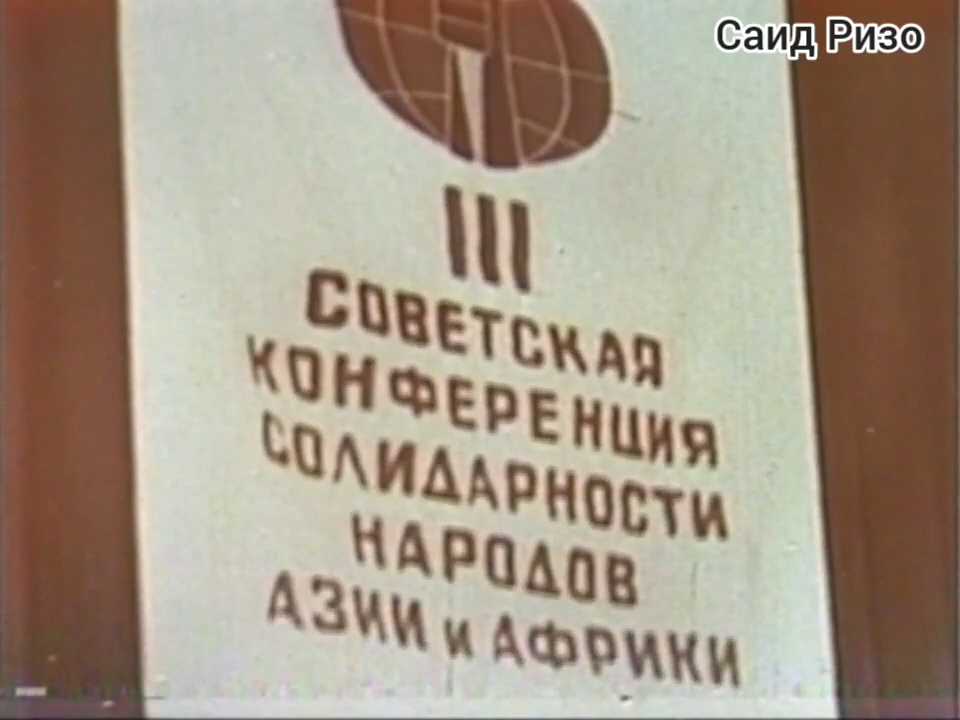 Саид Ризо
III
СОВЕТСКАЯ
КОНФЕРЕНЦИЯ
СОЛИДАРНОСТИ
НАРОДОВ
АЗИИ и АФРИКИ